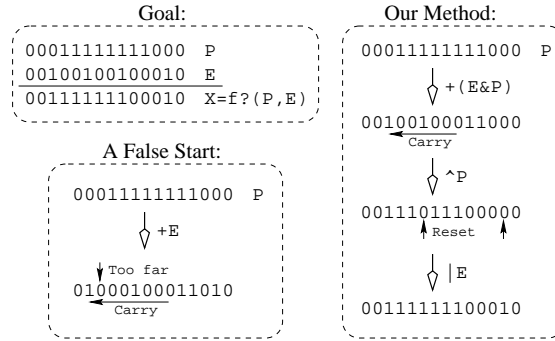 Goal:
00011111111000 P
00100100100010 E
00111111100010 X=f?(P,E)
A False Start:
00011111111000 P
+E
Too far
01000100011010
Carry
Our Method:
00011111111000 P
+(E&P)
00100100011000
Carry
^P
00111011100000
Reset
|E
00111111100010